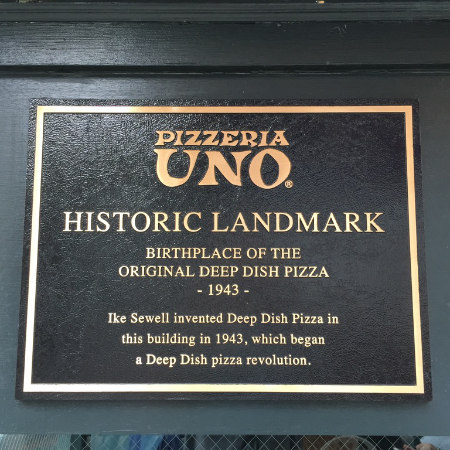 PIZZERIA
UNO®
HISTORIC LANDMARK
BIRTHPLACE OF THE
ORIGINAL DEEP DISH PIZZA
- 1943 -
Ike Sewell invented Deep Dish Pizza in
this building in 1943, which began
a Deep Dish pizza revolution.